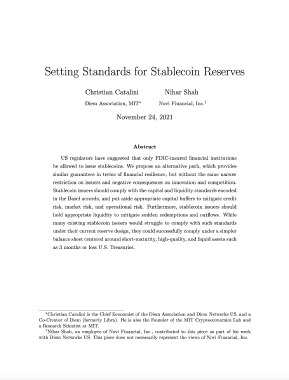 Setting Standards for Stablecoin Reserves
Christian Catalini Nihar Shah
Diem Association, MIT* Novi Financial, Inc.†
November 24, 2021
Abstract
US regulators have suggested that only FDIC-insured financial institutions
be allowed to issue stablecoins. We propose an alternative path, which provides
similar guarantees in terms of financial resilience, but without the same narrow
restriction on issuers and negative consequences on innovation and competition.
Stablecoin issuers should comply with the capital and liquidity standards encoded
in the Basel accords, and put aside appropriate capital buffers to mitigate credit
risk, market risk, and operational risk. Furthermore, stablecoin issuers should
hold appropriate liquidity to mitigate sudden redemptions and outflows. While
many existing stablecoin issuers would struggle to comply with such standards
under their current reserve design, they could successfully comply under a simpler
balance sheet centered around short-maturity, high-quality, and liquid assets such
as 3 months or less U.S. Treasuries.
*Christian Catalini is the Chief Economist of the Diem Association and Diem Networks US, and a
Co-Creator of Diem (formerly Libra). He is also the Founder of the MIT Cryptoeconomics Lab and
a Research Scientist at MIT.
†Nihar Shah, an employee of Novi Financial, Inc., contributed to this piece as part of his work
with Diem Networks US. This piece does not necessarily represent the views of Novi Financial, Inc.